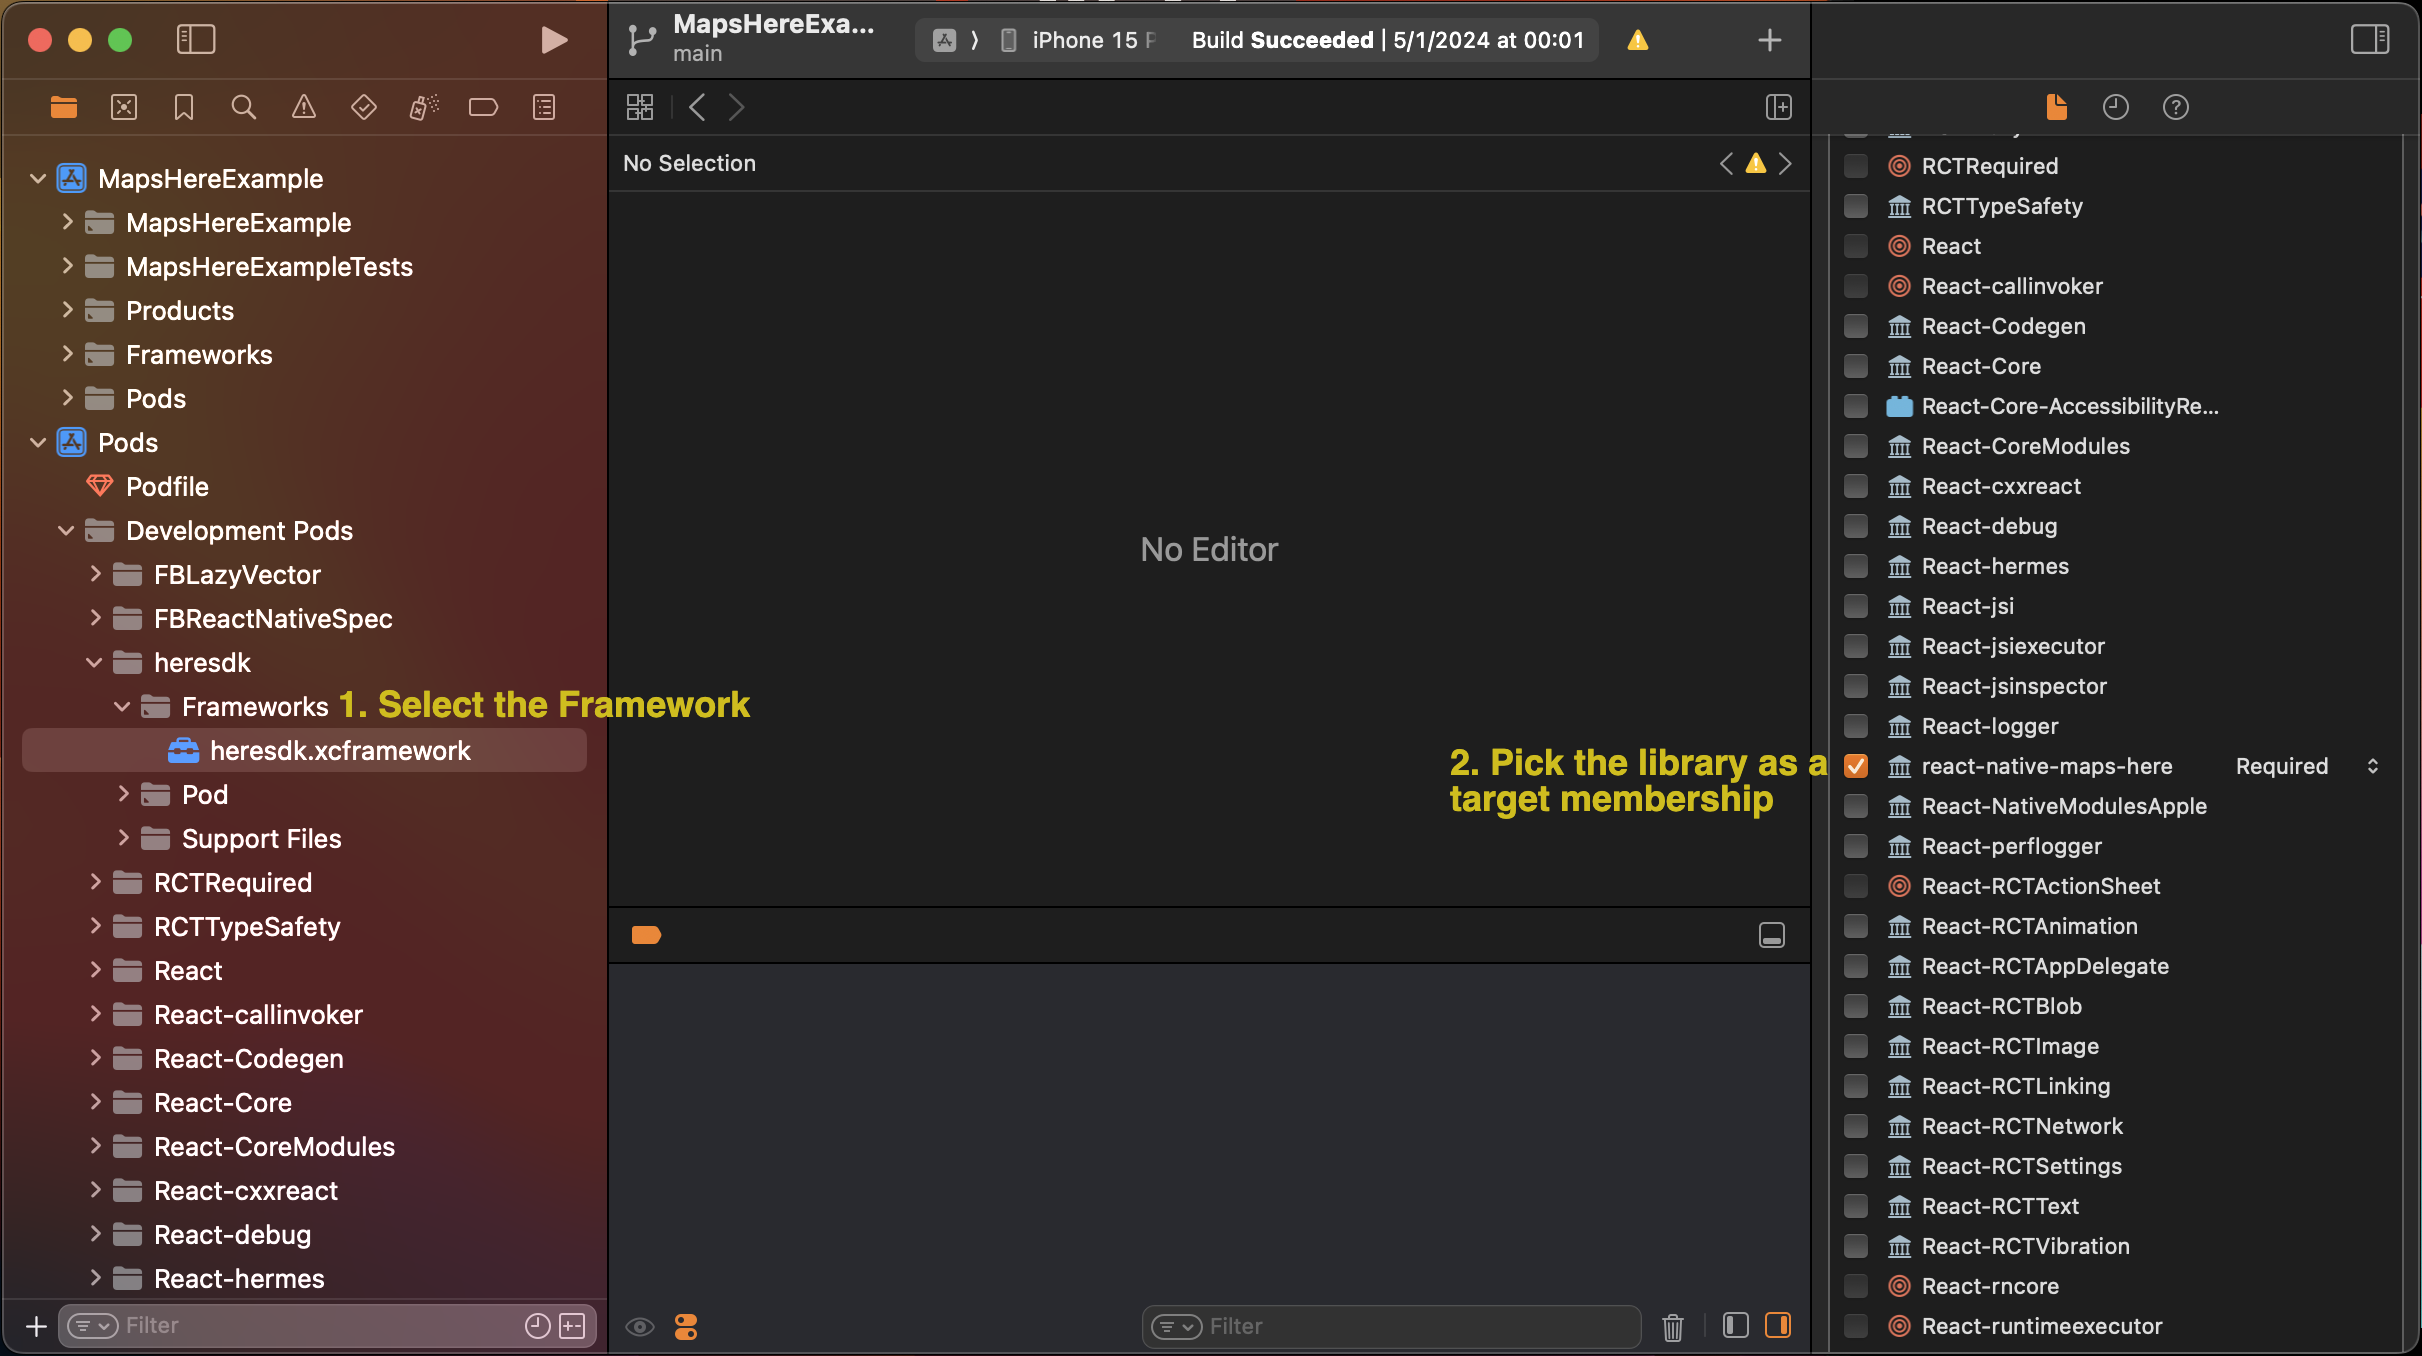 MapsHereExa...
main
iPhone 15
Build Succeeded | 5/1/2024 at 00:01
No Selection
MapsHereExample
MapsHereExample
MapsHereExampleTests
Products
Frameworks
Pods
Pods
Podfile
Development Pods
FBLazyVector
FBReactNativeSpec
heresdk
Frameworks
1. Select the Framework
heresdk.xcframework
Pod
Support Files
RCTRequired
RCTTypeSafety
React
React-callinvoker
React-Codegen
React-Core
React-CoreModules
React-cxxreact
React-debug
React-hermes
Filter
No Editor
2. Pick the library as a
target membership
Filter
RCTRequired
RCTTypeSafety
React
React-callinvoker
React-Codegen
React-Core
React-Core-AccessibilityRe...
React-CoreModules
React-cxxreact
React-debug
React-hermes
React-jsi
React-jsiexecutor
React-jsinspector
React-logger
react-native-maps-here Required
React-NativeModulesApple
React-perflogger
React-RCTActionSheet
React-RCTAnimation
React-RCTAppDelegate
React-RCTBlob
React-RCTImage
React-RCTLinking
React-RCTNetwork
React-RCTSettings
React-RCTText
React-RCTVibration
React-rncore
React-runtimeexecutor